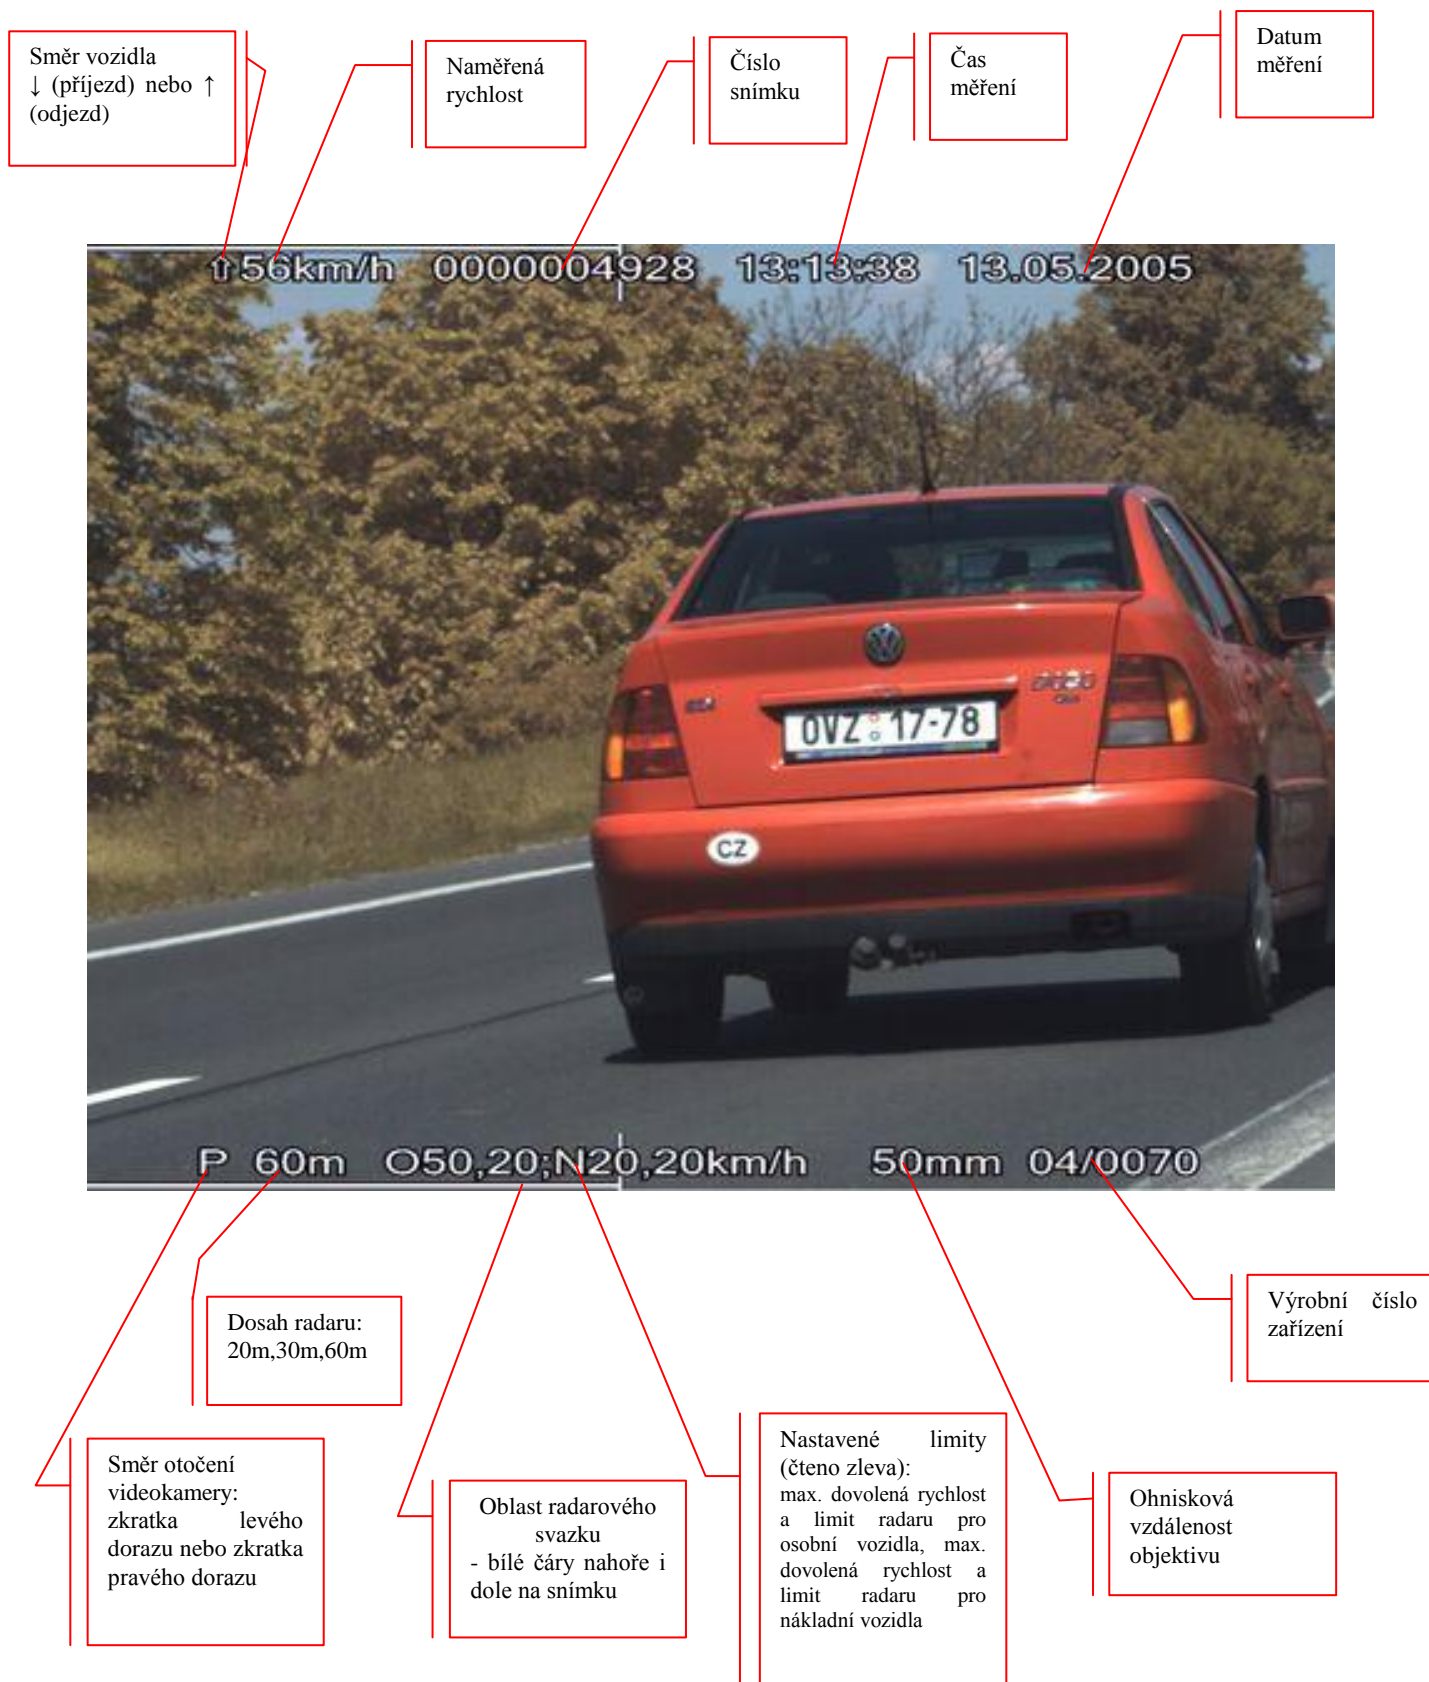 Směr vozidla
↓ (příjezd) nebo ↑
(odjezd)
Naměřená
rychlost
Číslo
snímku
Čas
měření
Datum
měření
↑56km/h 0000004928 13:13:38 13.05.2005
OVZ 17-78
CZ
P 60m O50,20;N20,20km/h 50mm 04/0070
Dosah radaru:
20m,30m,60m
Výrobní číslo
zařízení
Směr otočení
videokamery:
zkratka levého
dorazu nebo zkratka
pravého dorazu
Oblast radarového
svazku
- bílé čáry nahoře i
dole na snímku
Nastavené limity
(čteno zleva):
max. dovolená rychlost
a limit radaru pro
osobní vozidla, max.
dovolená rychlost a
limit radaru pro
nákladní vozidla
Ohnisková
vzdálenost
objektivu